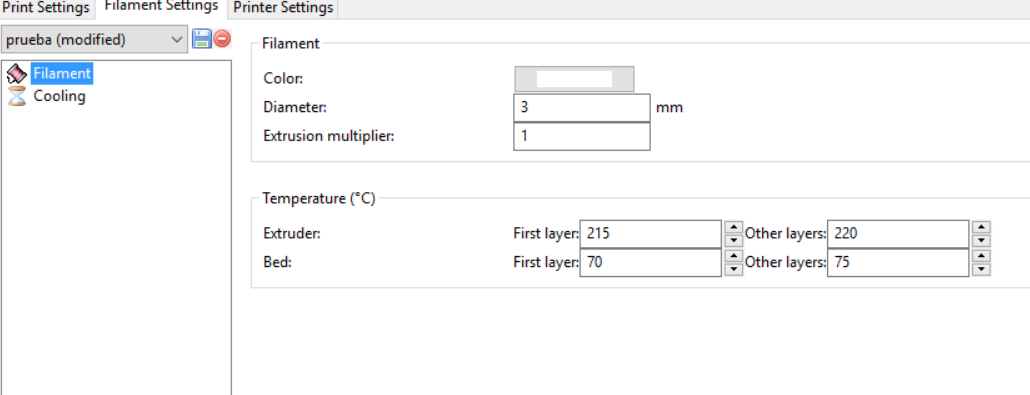 Print Settings Filament Settings Printer Settings
prueba (modified)
Filament
Cooling
Filament
Color:
Diameter: 3 mm
Extrusion multiplier: 1
Temperature (°C)
Extruder: First layer: 215 Other layers: 220
Bed: First layer: 70 Other layers: 75